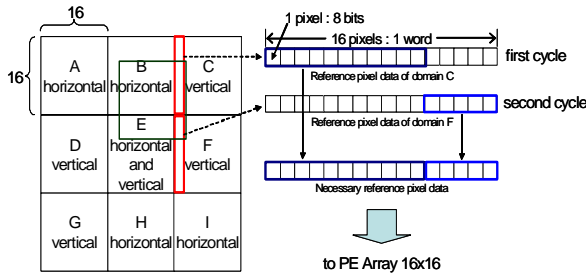 16
1 pixel : 8 bits
16 pixels : 1 word
first cycle
16
A
horizontal
B
horizontal
C
vertical
Reference pixel data of domain C
second cycle
D
vertical
E
horizontal
and
vertical
F
vertical
Reference pixel data of domain F
Necessary reference pixel data
G
vertical
H
horizontal
I
horizontal
to PE Array 16x16